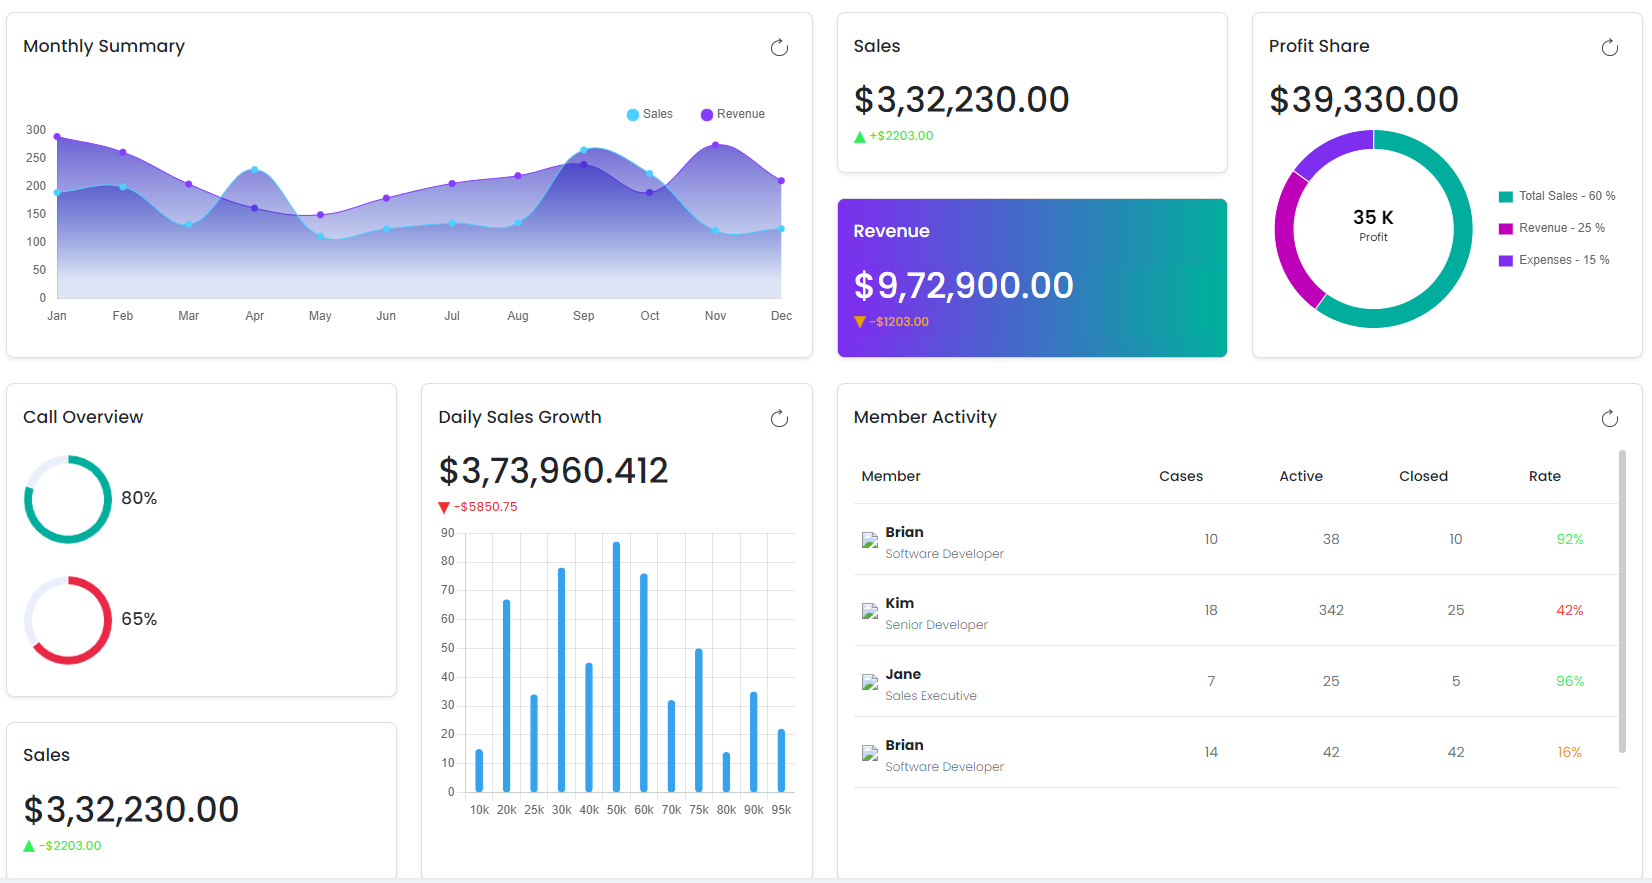 Monthly Summary
Sales
Revenue
300
250
200
150
100
50
0
Jan Feb Mar Apr May Jun Jul Aug Sep Oct Nov Dec
Sales
$3,32,230.00
+$2203.00
Revenue
$9,72,900.00
-$1203.00
Profit Share
$39,330.00
35 K
Profit
Total Sales - 60 %
Revenue - 25 %
Expenses - 15 %
Call Overview
80%
65%
Sales
$3,32,230.00
-$2203.00
Daily Sales Growth
$3,73,960.412
-$5850.75
90
80
70
60
50
40
30
20
10
0
10k 20k 25k 30k 40k 50k 60k 70k 75k 80k 90k 95k
Member Activity
Member Cases Active Closed Rate
Brian
Software Developer
10 38 10 92%
Kim
Senior Developer
18 342 25 42%
Jane
Sales Executive
7 25 5 96%
Brian
Software Developer
14 42 42 16%